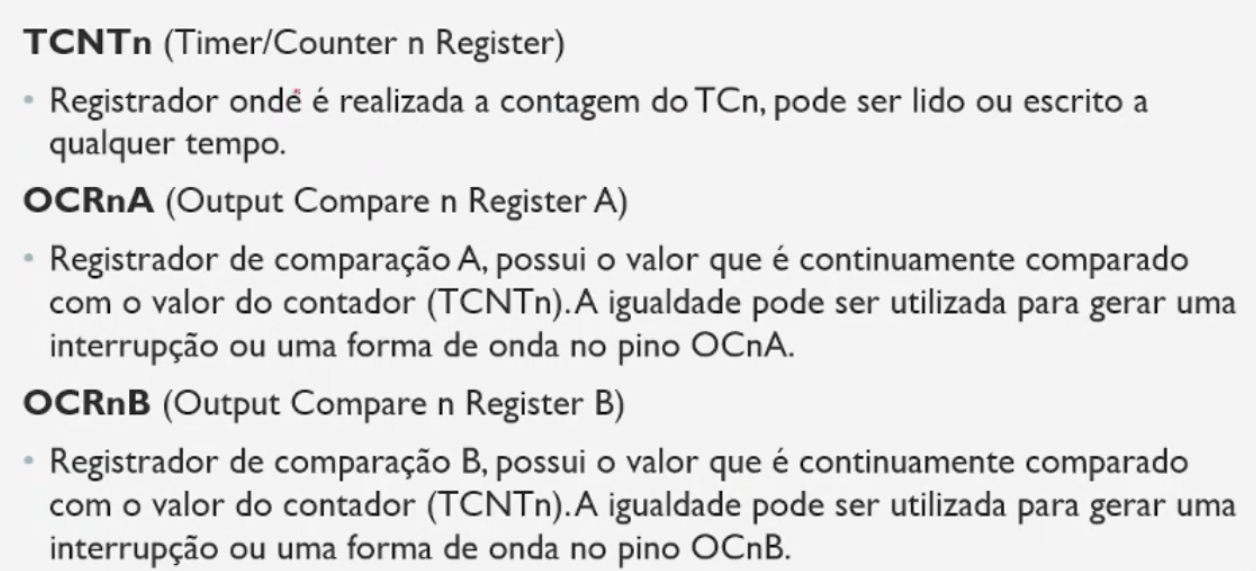 TCNTn (Timer/Counter n Register)
• Registrador onde é realizada a contagem do TCn, pode ser lido ou escrito a
qualquer tempo.
OCRnA (Output Compare n Register A)
• Registrador de comparação A, possui o valor que é continuamente comparado
com o valor do contador (TCNTn). A igualdade pode ser utilizada para gerar uma
interrupção ou uma forma de onda no pino OCnA.
OCRnB (Output Compare n Register B)
• Registrador de comparação B, possui o valor que é continuamente comparado
com o valor do contador (TCNTn). A igualdade pode ser utilizada para gerar uma
interrupção ou uma forma de onda no pino OCnB.